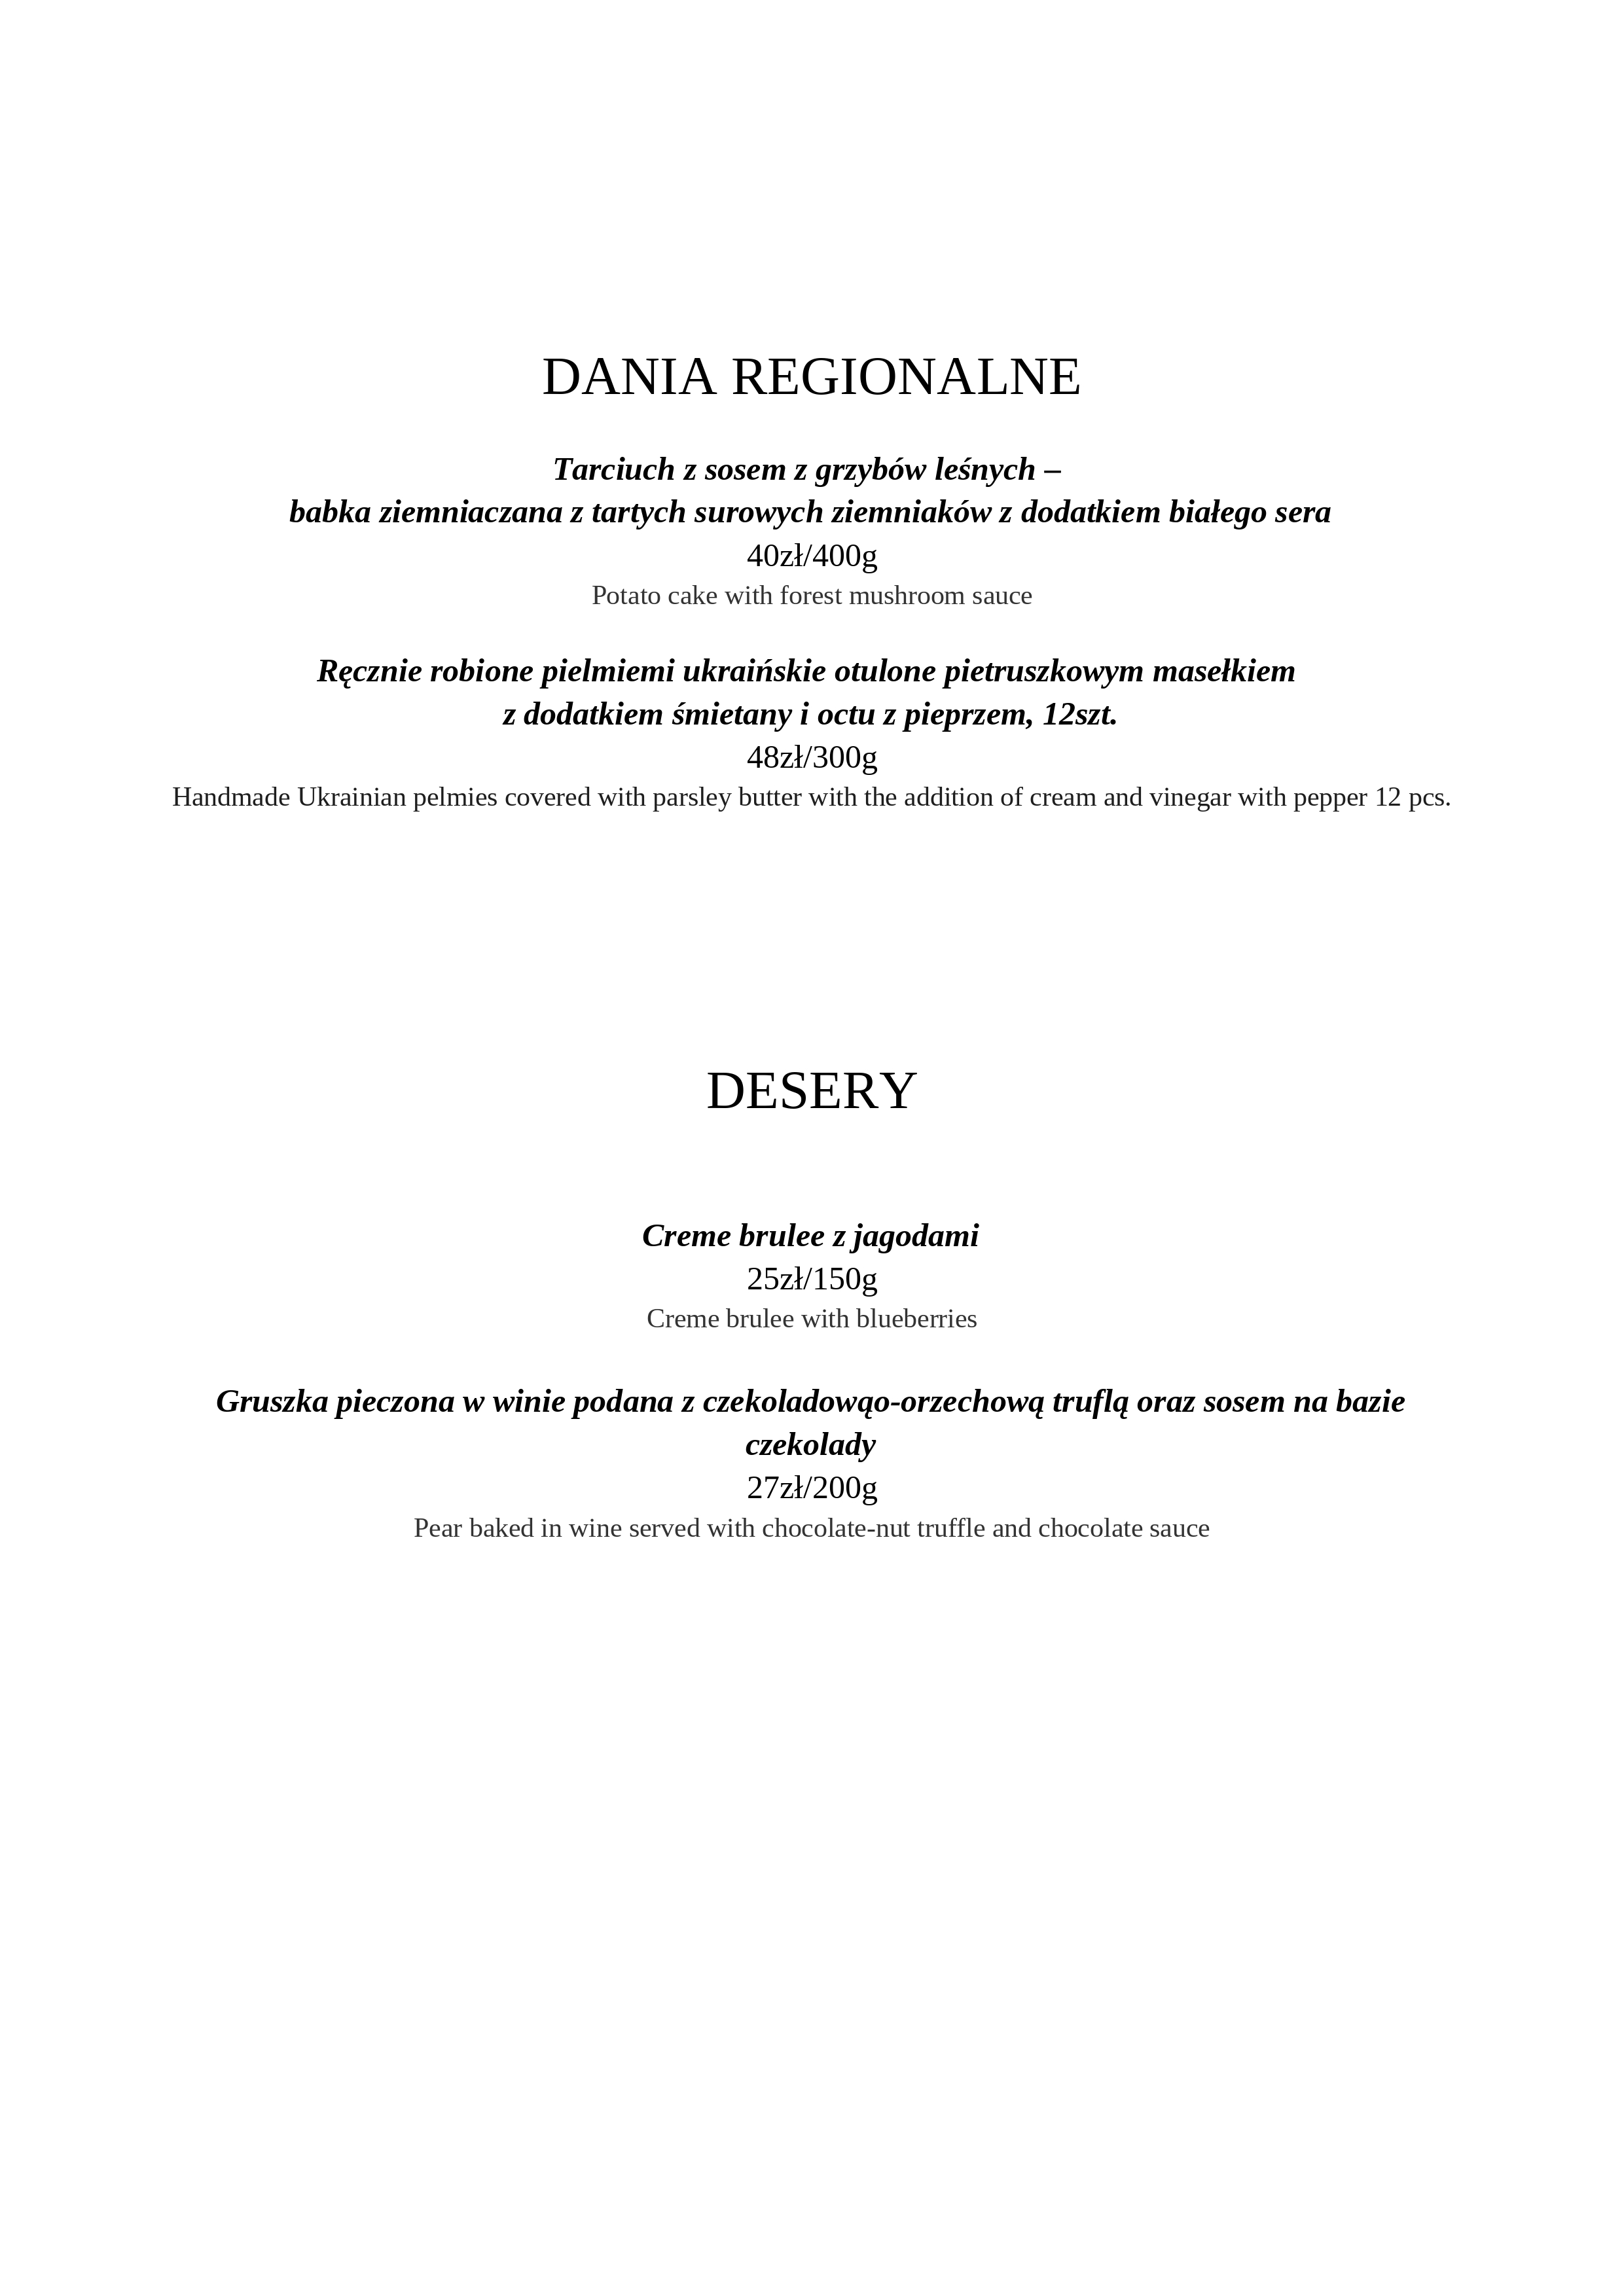 DANIA REGIONALNE
Tarciuch z sosem z grzybów leśnych –
babka ziemniaczana z tartych surowych ziemniaków z dodatkiem białego sera
40zł/400g
Potato cake with forest mushroom sauce
Ręcznie robione pielmiemi ukraińskie otulone pietruszkowym masełkiem
z dodatkiem śmietany i octu z pieprzem, 12szt.
48zł/300g
Handmade Ukrainian pelmies covered with parsley butter with the addition of cream and vinegar with pepper 12 pcs.
DESERY
Creme brulee z jagodami
25zł/150g
Creme brulee with blueberries
Gruszka pieczona w winie podana z czekoladowąo-orzechową truflą oraz sosem na bazie
czekolady
27zł/200g
Pear baked in wine served with chocolate-nut truffle and chocolate sauce